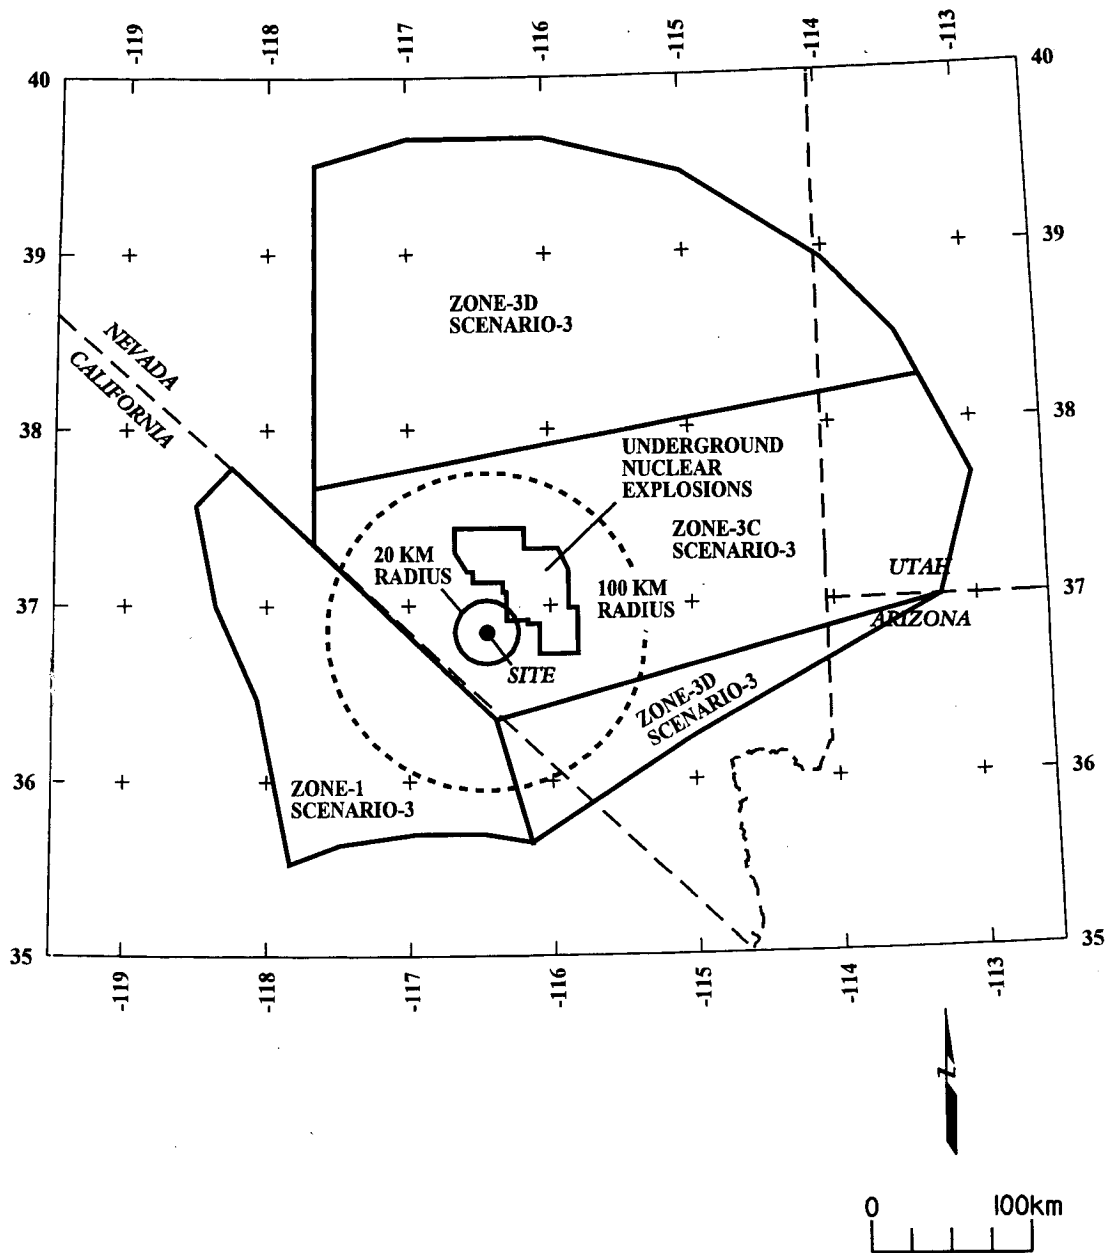 -119
-118
-117
-116
-115
-114
-113
40
40
39
39
ZONE-3D
SCENARIO-3
NEVADA
CALIFORNIA
38
38
UNDERGROUND
NUCLEAR
EXPLOSIONS
ZONE-3C
SCENARIO-3
20 KM
RADIUS
UTAH
37
37
100 KM
RADIUS
ARIZONA
SITE
ZONE-3D
SCENARIO-3
36
36
ZONE-1
SCENARIO-3
35
35
-119
-118
-117
-116
-115
-114
-113
Z
0 100km